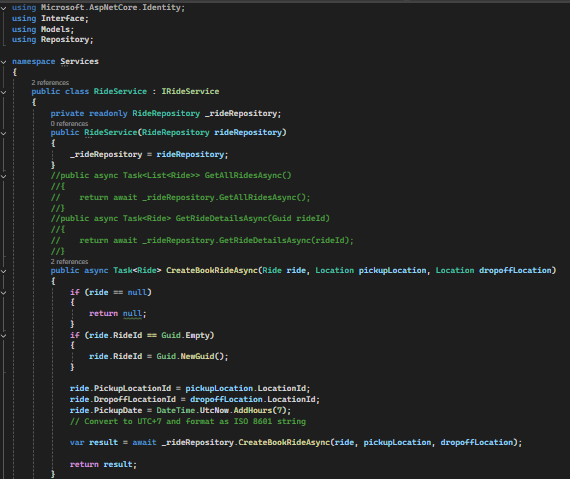 using Microsoft.AspNetCore.Identity;
using Interface;
using Models;
using Repository;
namespace Services
{
2 references
public class RideService : IRideService
{
private readonly RideRepository _rideRepository;
0 references
public RideService(RideRepository rideRepository)
{
_rideRepository = rideRepository;
}
//public async Task<List<Ride>> GetAllRidesAsync()
//{
//    return await _rideRepository.GetAllRidesAsync();
//}
//public async Task<Ride> GetRideDetailsAsync(Guid rideId)
//{
//    return await _rideRepository.GetRideDetailsAsync(rideId);
//}
2 references
public async Task<Ride> CreateBookRideAsync(Ride ride, Location pickupLocation, Location dropoffLocation)
{
if (ride == null)
{
return null;
}
if (ride.RideId == Guid.Empty)
{
ride.RideId = Guid.NewGuid();
}
ride.PickupLocationId = pickupLocation.LocationId;
ride.DropoffLocationId = dropoffLocation.LocationId;
ride.PickupDate = DateTime.UtcNow.AddHours(7);
// Convert to UTC+7 and format as ISO 8601 string
var result = await _rideRepository.CreateBookRideAsync(ride, pickupLocation, dropoffLocation);
return result;
}